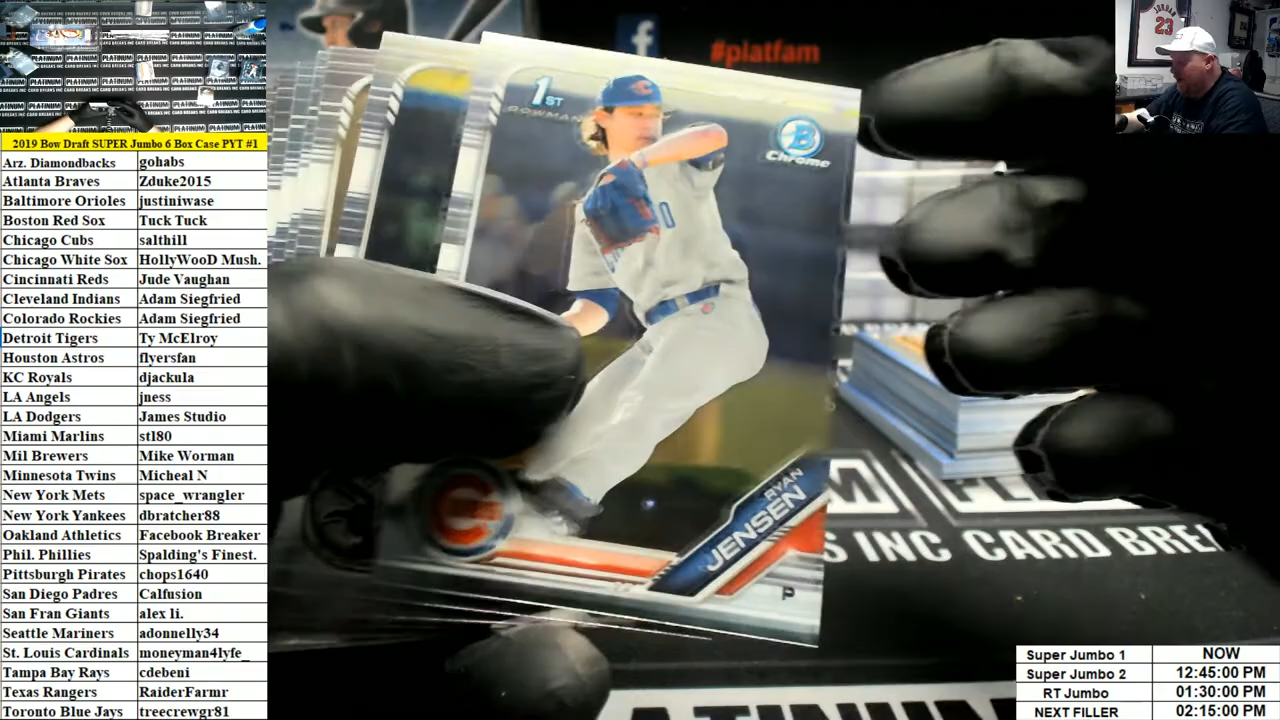 2019 Bow Draft SUPER Jumbo 6 Box Case PYT #1
Arz. Diamondbacks gohabs
Atlanta Braves Zduke2015
Baltimore Orioles justiniwase
Boston Red Sox Tuck Tuck
Chicago Cubs salthill
Chicago White Sox HollyWooD Mush.
Cincinnati Reds Jude Vaughan
Cleveland Indians Adam Siegfried
Colorado Rockies Adam Siegfried
Detroit Tigers Ty McElroy
Houston Astros flyersfan
KC Royals djackula
LA Angels jness
LA Dodgers James Studio
Miami Marlins stl80
Mil Brewers Mike Worman
Minnesota Twins Micheal N
New York Mets space_wrangler
New York Yankees dbratcher88
Oakland Athletics Facebook Breaker
Phil. Phillies Spalding's Finest.
Pittsburgh Pirates chops1640
San Diego Padres Calfusion
San Fran Giants alex li.
Seattle Mariners adonnelly34
St. Louis Cardinals moneyman4lyfe_
Tampa Bay Rays cdebeni
Texas Rangers RaiderFarmr
Toronto Blue Jays treecrewgr81
f
#platinm
1ST
BOWMAN
B
Chrome
RYAN
JENSEN
P
C
S INC CARD BREA
JORDAN
23
Super Jumbo 1 NOW
Super Jumbo 2 12:45:00 PM
RT Jumbo 01:30:00 PM
NEXT FILLER 02:15:00 PM